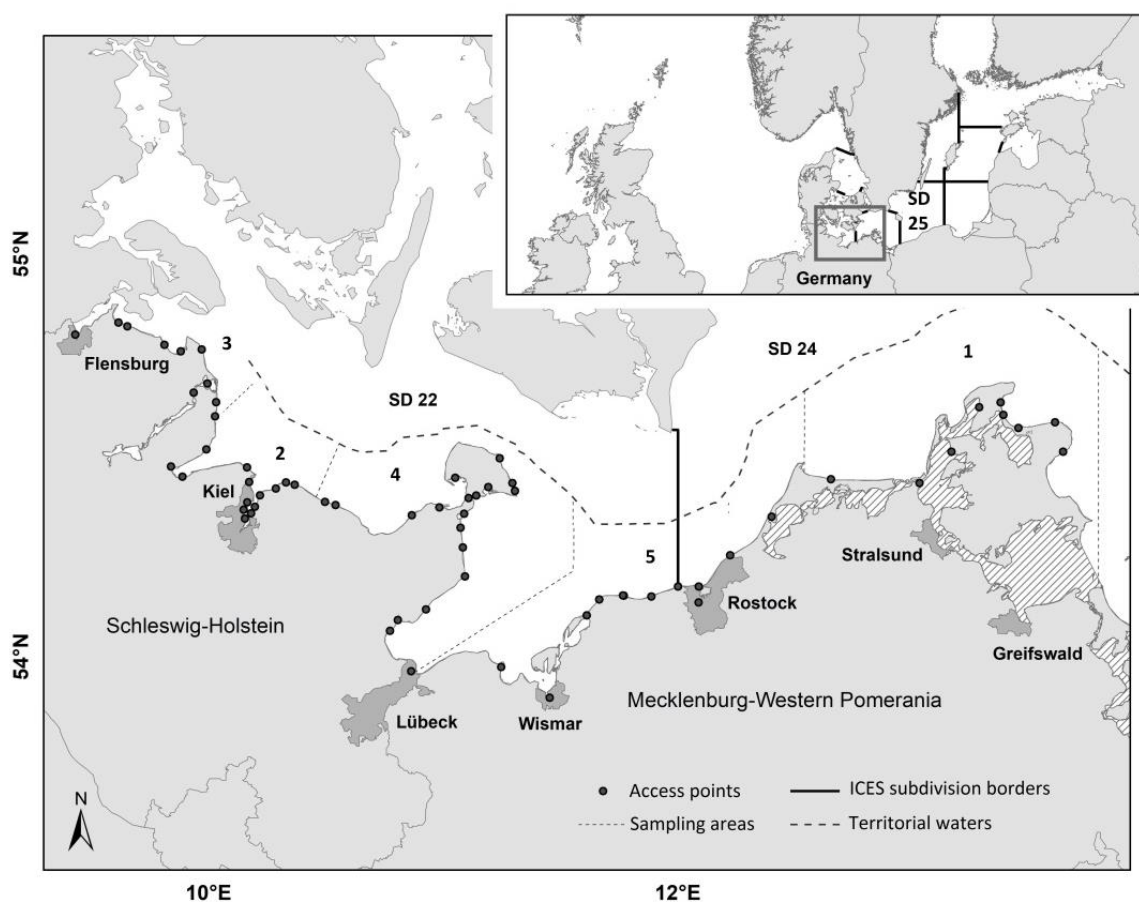 SD
25
Germany
55°N
54°N
Flensburg
3
SD 22
SD 24
1
2
4
Kiel
5
Stralsund
Rostock
Schleswig-Holstein
Greifswald
Lübeck
Wismar
Mecklenburg-Western Pomerania
N
Access points
ICES subdivision borders
Sampling areas
Territorial waters
10°E
12°E